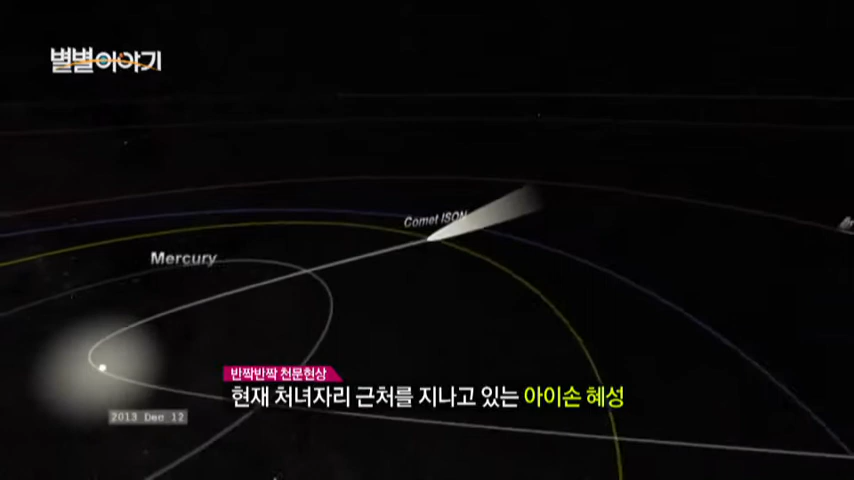 별별이야기
Comet ISON
Mercury
반짝반짝 천문현상
현재 처녀자리 근처를 지나고 있는 아이손 혜성
2013 Dec 12